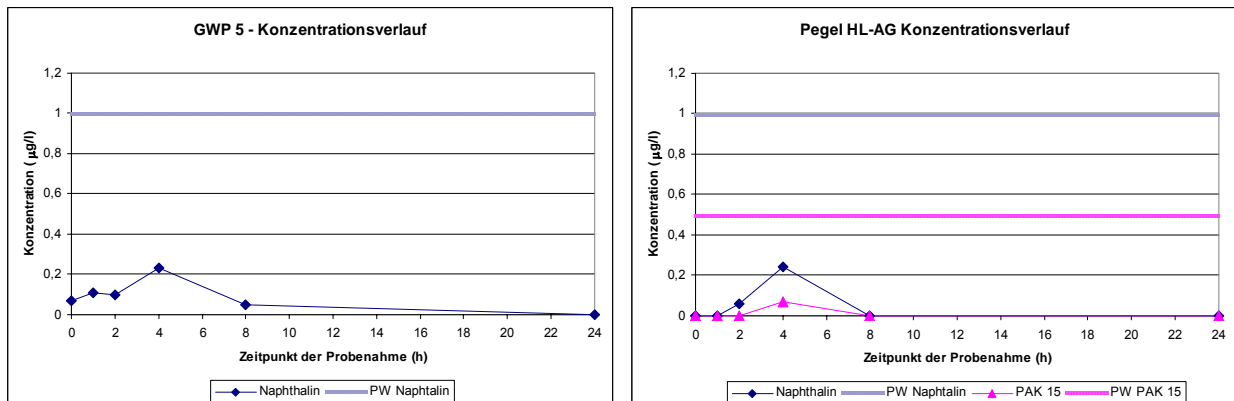 GWP 5 - Konzentrationsverlauf
1,2
1
0,8
0,6
0,4
0,2
0
Konzentration ( µg/l)
0 2 4 6 8 10 12 14 16 18 20 22 24
Zeitpunkt der Probenahme (h)
Naphthalin PW Naphtalin
Pegel HL-AG Konzentrationsverlauf
1,2
1
0,8
0,6
0,4
0,2
0
Konzentration (µg/l)
0 2 4 6 8 10 12 14 16 18 20 22 24
Zeitpunkt der Probenahme (h)
Naphthalin PW Naphtalin PAK 15 PW PAK 15